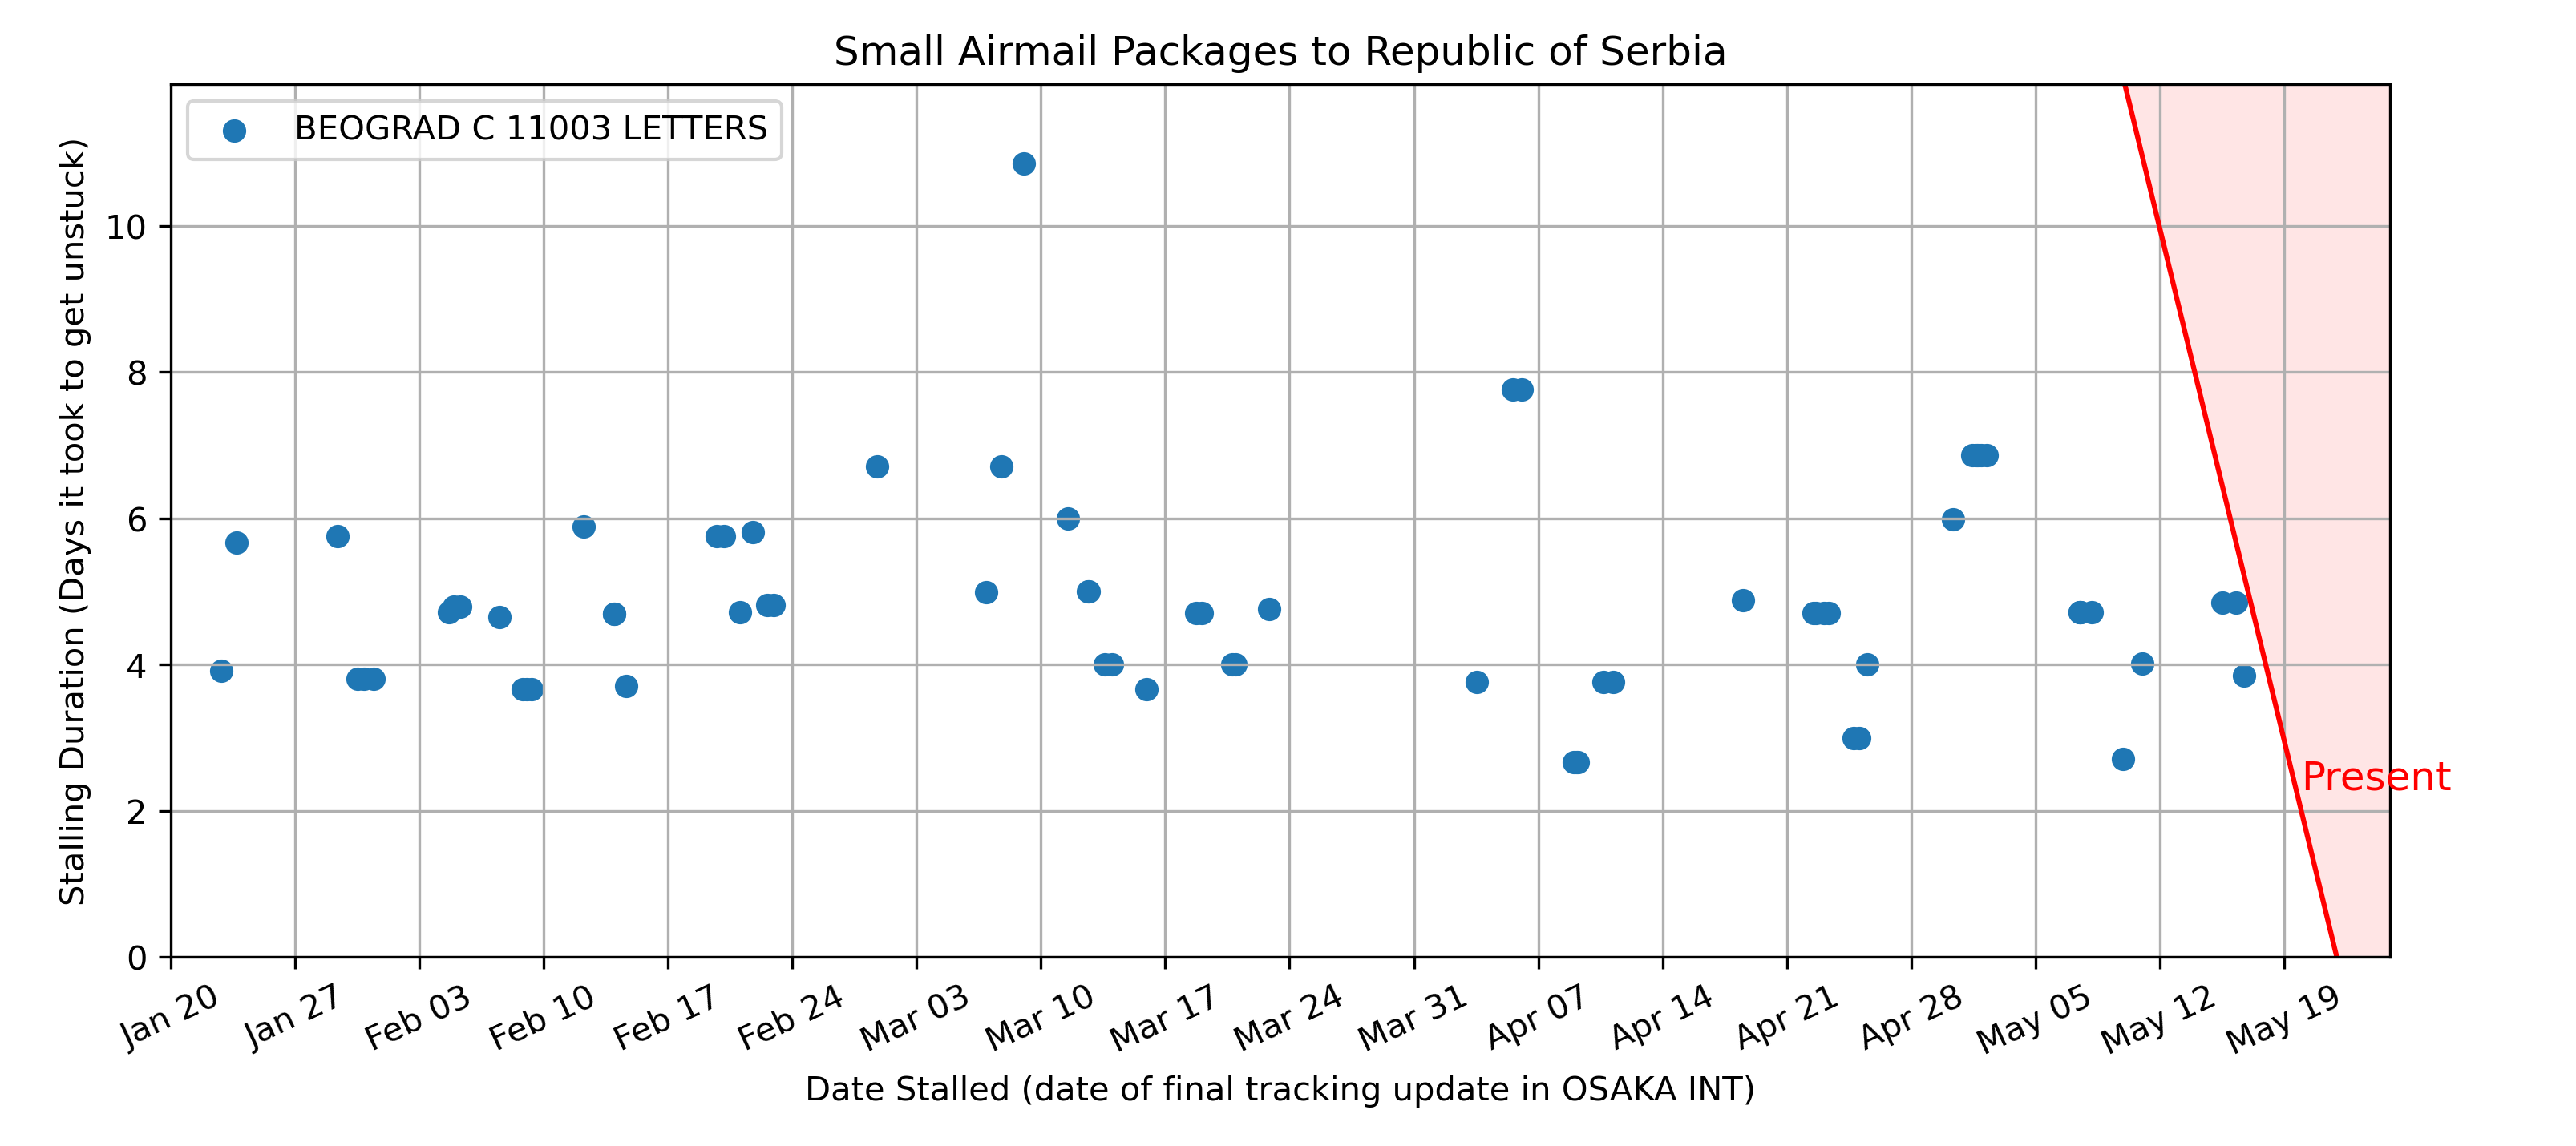 Small Airmail Packages to Republic of Serbia
BEOGRAD C 11003 LETTERS
Stalling Duration (Days it took to get unstuck)
10
8
6
4
2
0
Present
Jan 20
Jan 27
Feb 03
Feb 10
Feb 17
Feb 24
Mar 03
Mar 10
Mar 17
Mar 24
Mar 31
Apr 07
Apr 14
Apr 21
Apr 28
May 05
May 12
May 19
Date Stalled (date of final tracking update in OSAKA INT)